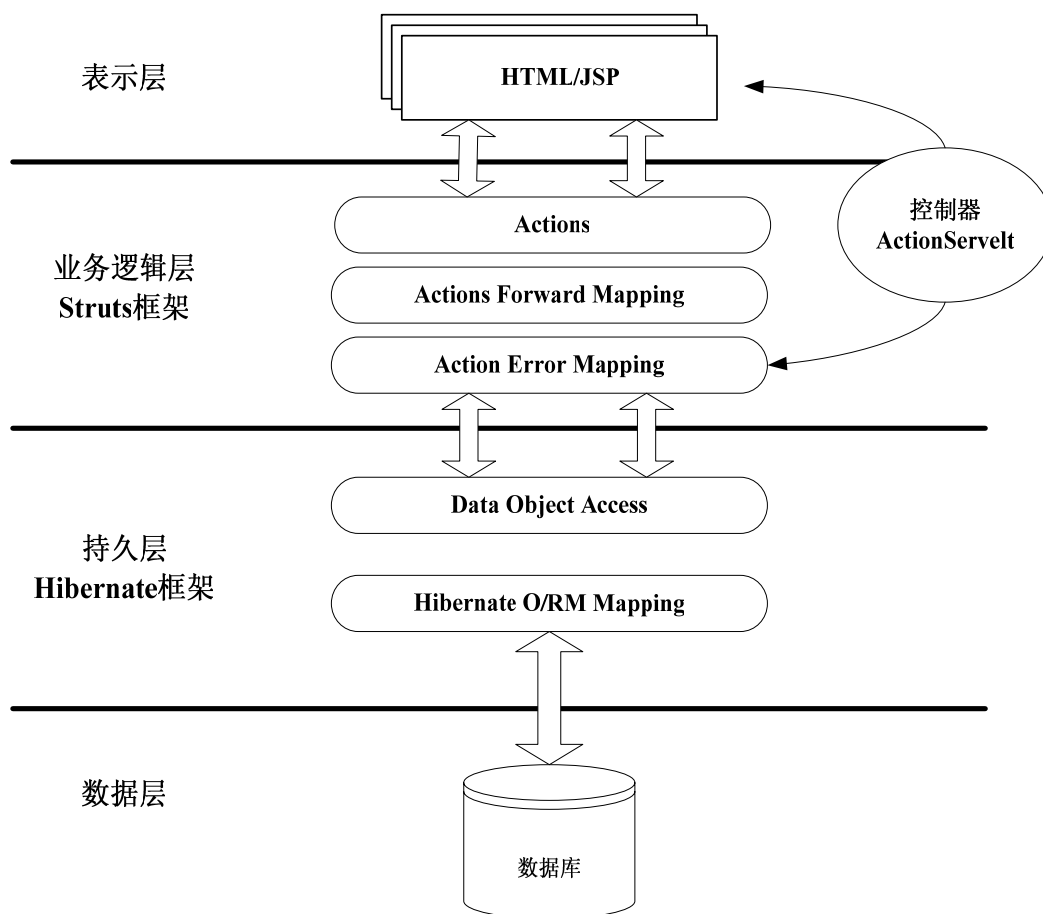 表示层
HTML/JSP
控制器
ActionServelt
Actions
业务逻辑层
Struts框架
Actions Forward Mapping
Action Error Mapping
Data Object Access
持久层
Hibernate框架
Hibernate O/RM Mapping
数据层
数据库